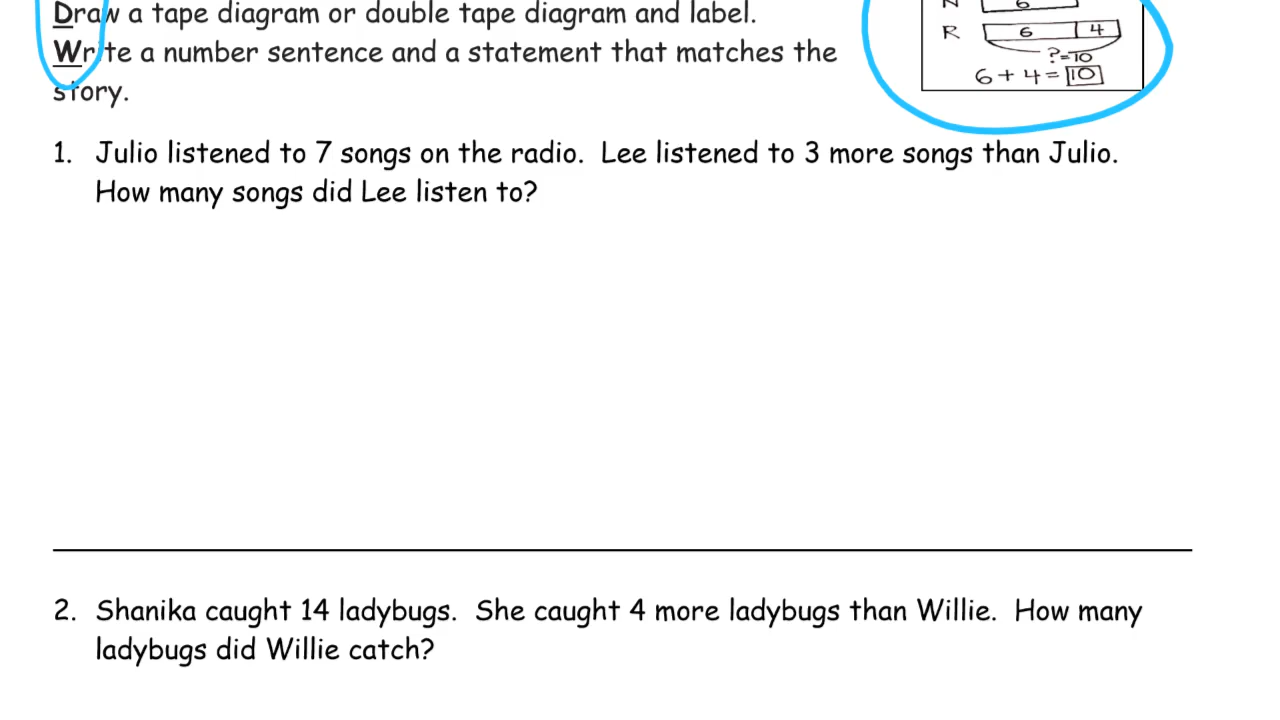 Draw a tape diagram or double tape diagram and label.
Write a number sentence and a statement that matches the
story.
N 6
R 6 4
?=10
6+4=10
1. Julio listened to 7 songs on the radio. Lee listened to 3 more songs than Julio.
How many songs did Lee listen to?
2. Shanika caught 14 ladybugs. She caught 4 more ladybugs than Willie. How many
ladybugs did Willie catch?